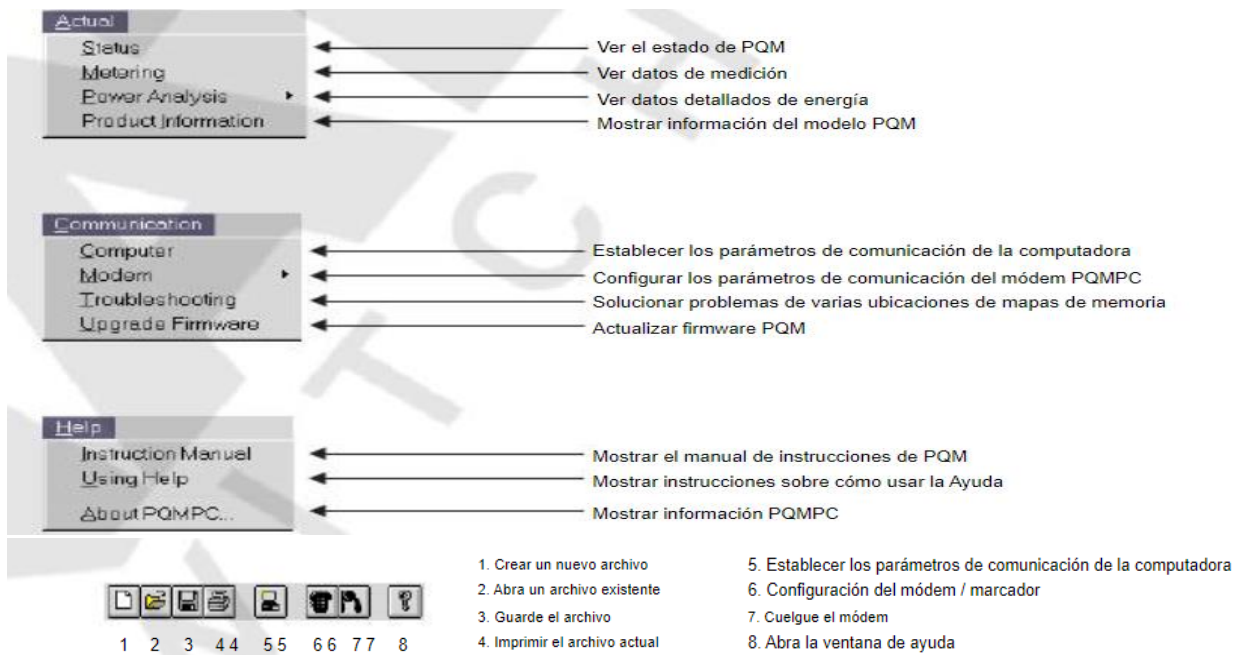 Actual
Status Ver el estado de PQM
Metering Ver datos de medición
Power Analysis Ver datos detallados de energía
Product Information Mostrar información del modelo PQM
Communication
Computer Establecer los parámetros de comunicación de la computadora
Modem Configurar los parámetros de comunicación del módem PQMPC
Troubleshooting Solucionar problemas de varias ubicaciones de mapas de memoria
Upgrade Firmware Actualizar firmware PQM
Help
Instruction Manual Mostrar el manual de instrucciones de PQM
Using Help Mostrar instrucciones sobre cómo usar la Ayuda
About PQMPC... Mostrar información PQMPC
1 2 3 4 4 5 5 6 6 7 7 8
1. Crear un nuevo archivo
2. Abra un archivo existente
3. Guarde el archivo
4. Imprimir el archivo actual
5. Establecer los parámetros de comunicación de la computadora
6. Configuración del módem / marcador
7. Cuelgue el módem
8. Abra la ventana de ayuda